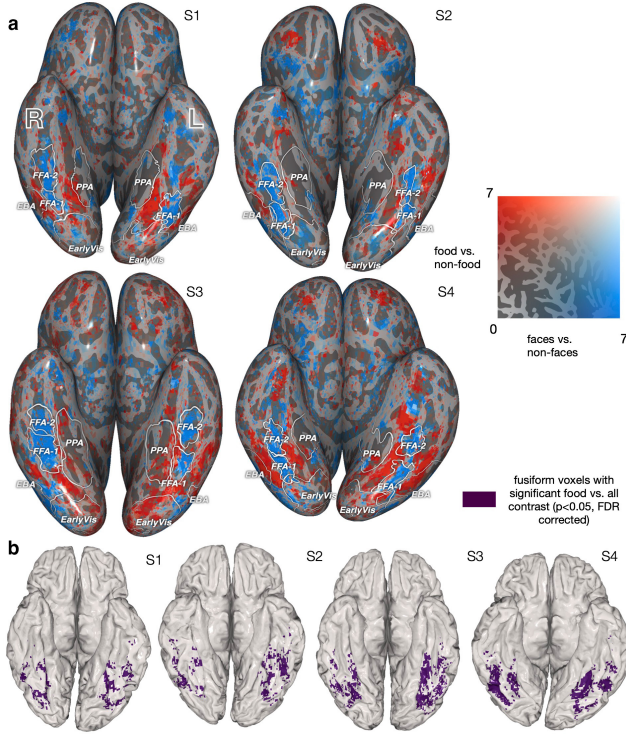 a
S1
S2
R
L
FFA-2
PPA
FFA-1
EBA
EarlyVis
PPA
FFA-1
EBA
EarlyVis
FFA-2
PPA
EBA
FFA-1
EarlyVis
PPA
FFA-2
FFA-1
EBA
EarlyVis
7
food vs.
non-food
0
7
faces vs.
non-faces
S3
S4
FFA-2
FFA-1
PPA
EBA
EarlyVis
FFA-2
PPA
FFA-1
EBA
EarlyVis
FFA-2
PPA
FFA-1
EBA
EarlyVis
FFA-2
PPA
FFA-1
EBA
EarlyVis
fusiform voxels with
significant food vs. all
contrast (p<0.05, FDR
corrected)
b
S1
S2
S3
S4